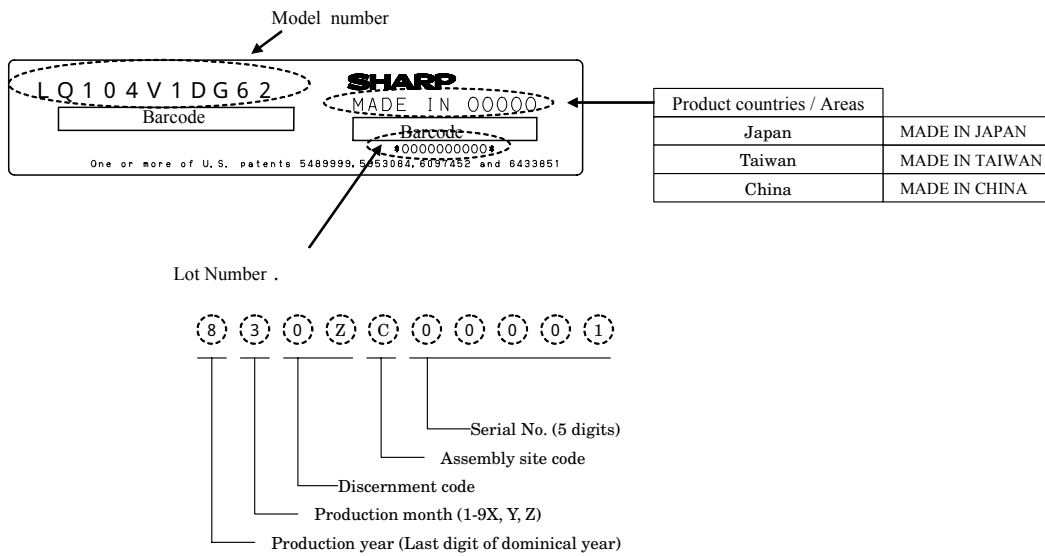 Model number
LQ104V1DG62
Barcode
SHARP
MADE IN 00000
Barcode
*0000000000*
One or more of U.S. patents 5489999,5953084,6097452 and 6433851
Product countries / Areas
Japan MADE IN JAPAN
Taiwan MADE IN TAIWAN
China MADE IN CHINA
Lot Number .
8 3 0 Z C 0 0 0 0 1
Serial No. (5 digits)
Assembly site code
Discernment code
Production month (1-9X, Y, Z)
Production year (Last digit of dominical year)